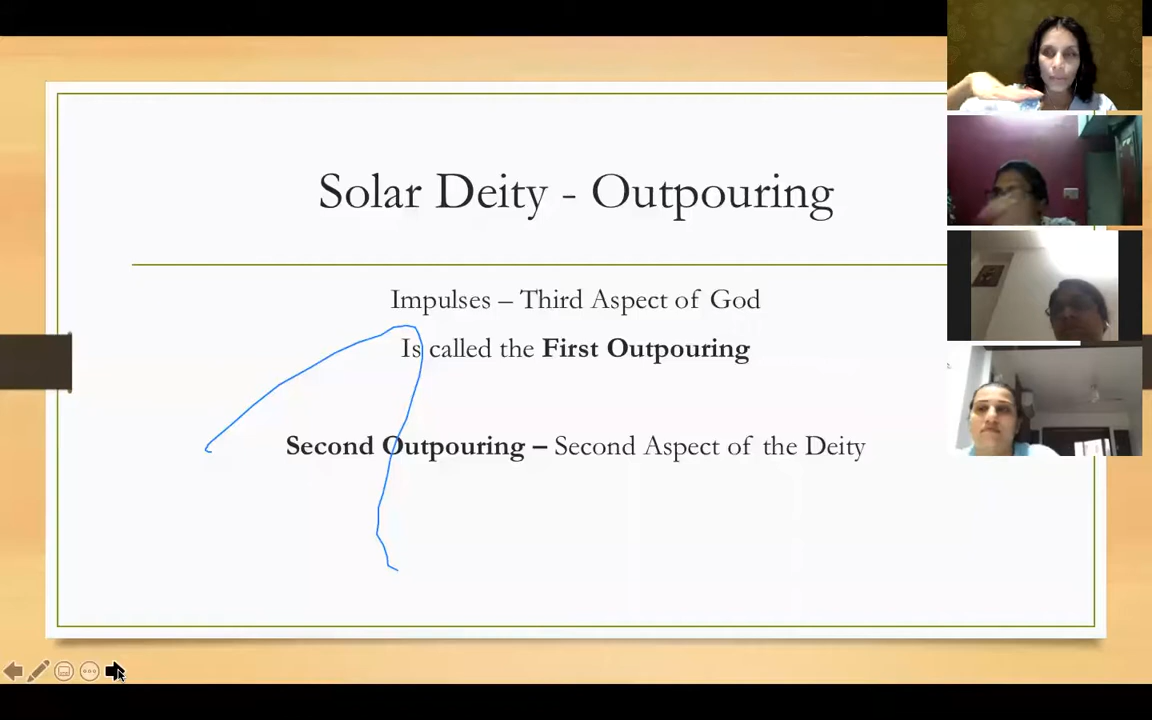 Solar Deity - Outpouring
Impulses – Third Aspect of God
Is called the First Outpouring
Second Outpouring – Second Aspect of the Deity